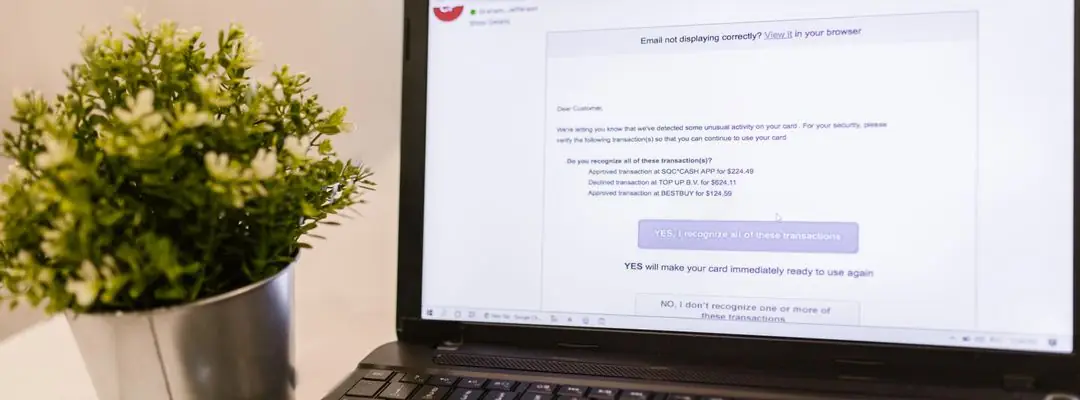 Show Details
Email not displaying correctly? View it in your browser
Dear Customer,
We're letting you know that we've detected some unusual activity on your card . For your security, please
verify the following transaction(s) so that you can continue to use your card
Do you recognize all of these transaction(s)?
Approved transaction at SQC*CASH APP for $224.49
Declined transaction at TOP UP B.V. for $624.11
Approved transaction at BESTBUY for $124.59
YES, I recognize all of these transactions
YES will make your card immediately ready to use again
NO, I don't recognize one or more of
these transactions